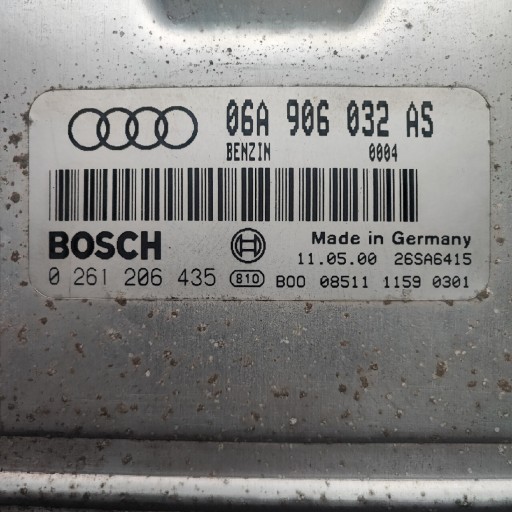 06A 906 032 AS
BENZIN 0004
BOSCH Made in Germany
11.05.00 26SA6415
0 261 206 435 810 B00 08511 1159 0301